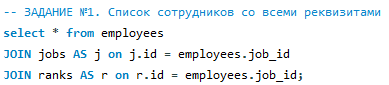 -- ЗАДАНИЕ №1. Список сотрудников со всеми реквизитами
select * from employees
JOIN jobs AS j on j.id = employees.job_id
JOIN ranks AS r on r.id = employees.job_id;